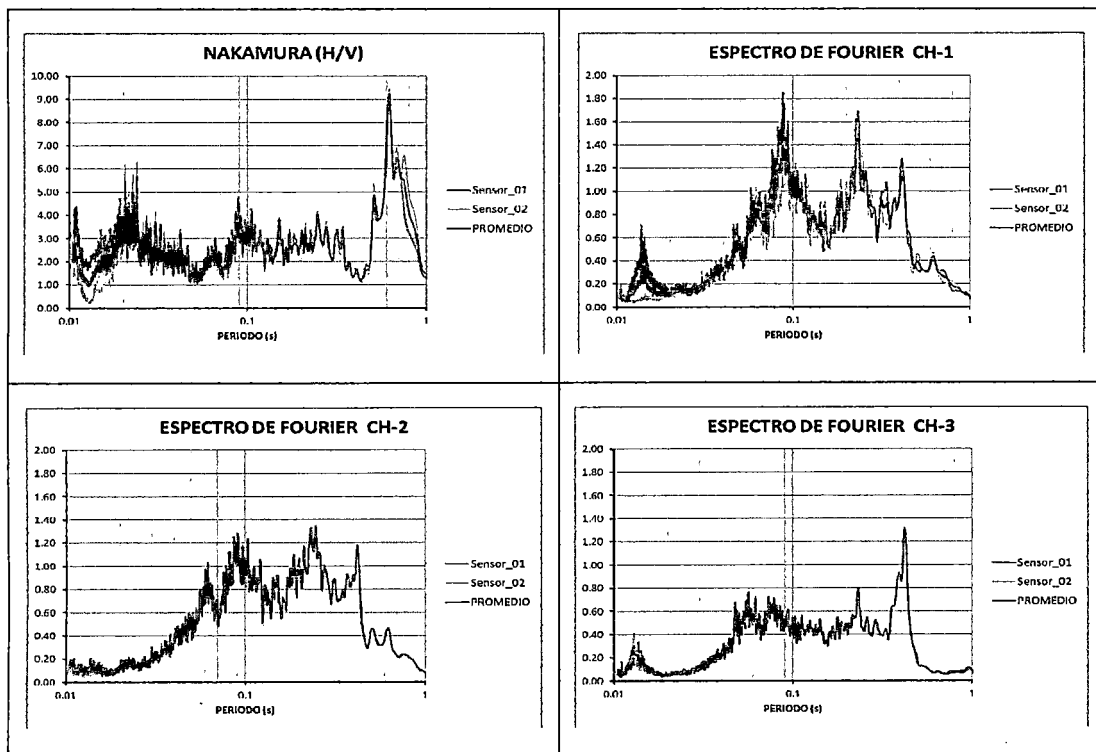 NAKAMURA (H/V)
10.00
9.00
8.00
7.00
6.00
5.00
4.00
3.00
2.00
1.00
0.00
0.01
0.1
1
PERIODO (s)
Sensor_01
Sensor_02
PROMEDIO
ESPECTRO DE FOURIER CH-1
2.00
1.80
1.60
1.40
1.20
1.00
0.80
0.60
0.40
0.20
0.00
0.01
0.1
1
PERIODO (s)
Sensor_01
Sensor_02
PROMEDIO
ESPECTRO DE FOURIER CH-2
2.00
1.80
1.60
1.40
1.20
1.00
0.80
0.60
0.40
0.20
0.00
0.01
0.1
1
PERIODO (s)
Sensor_01
Sensor_02
PROMEDIO
ESPECTRO DE FOURIER CH-3
2.00
1.80
1.60
1.40
1.20
1.00
0.80
0.60
0.40
0.20
0.00
0.01
0.1
1
PERIODO (s)
Sensor_01
Sensor_02
PROMEDIO